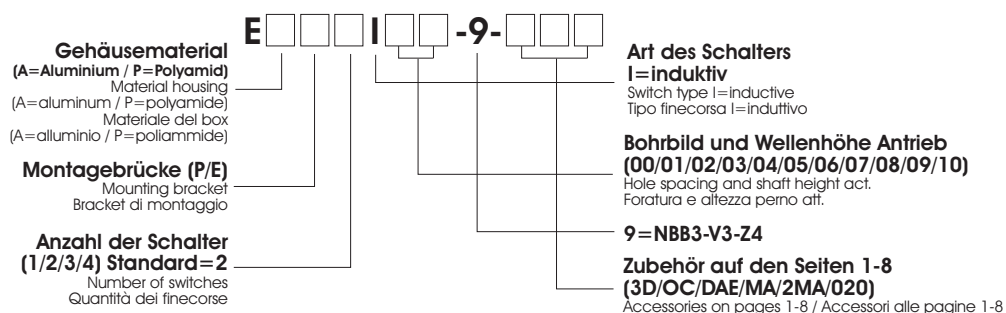 E□□□I□□-9-□□□
Gehäusematerial
(A=Aluminium / P=Polyamid)
Material housing
(A=aluminum / P=polyamide)
Materiale del box
(A=alluminio / P=poliammide)
Montagebrücke (P/E)
Mounting bracket
Bracket di montaggio
Anzahl der Schalter
(1/2/3/4) Standard=2
Number of switches
Quantità dei finecorse
Art des Schalters
I=induktiv
Switch type I=inductive
Tipo finecorsa I=induttivo
Bohrbild und Wellenhöhe Antrieb
(00/01/02/03/04/05/06/07/08/09/10)
Hole spacing and shaft height act.
Foratura e altezza perno att.
9=NBB3-V3-Z4
Zubehör auf den Seiten 1-8
(3D/OC/DAE/MA/2MA/020)
Accessories on pages 1-8 / Accessori alle pagine 1-8